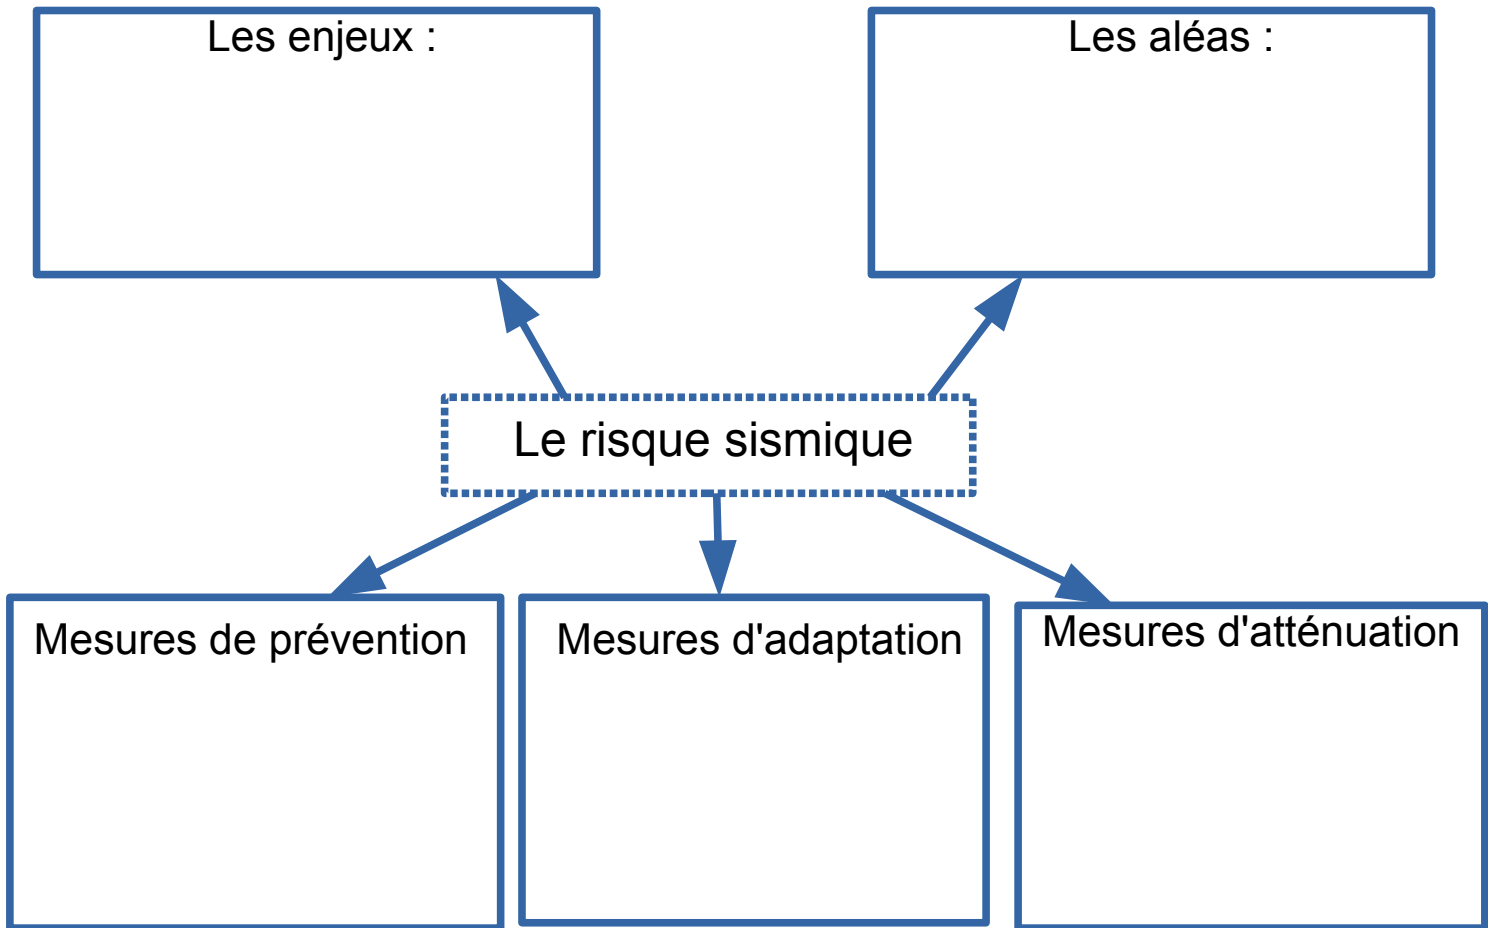 Les enjeux :
Les aléas :
Le risque sismique
Mesures de prévention
Mesures d'adaptation
Mesures d'atténuation